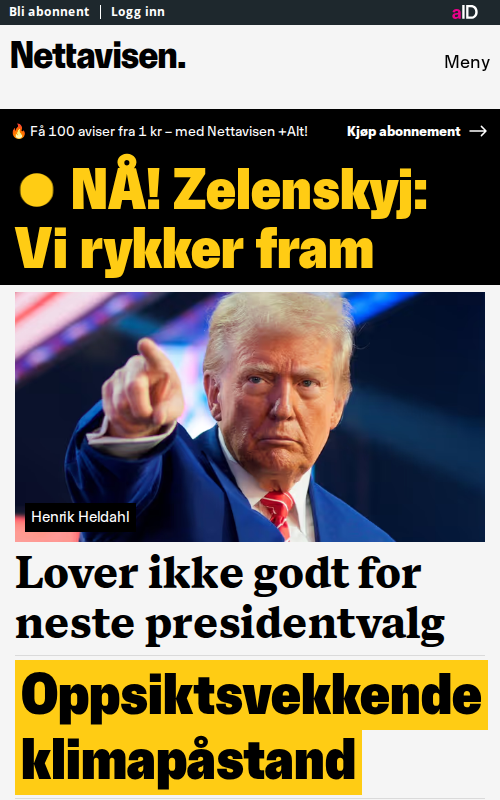 Bli abonnent | Logg inn
aID
Nettavisen.
Meny
🔥 Få 100 aviser fra 1 kr – med Nettavisen +Alt!
Kjøp abonnement →
NÅ! Zelenskyj:
Vi rykker fram
Henrik Heldahl
Lover ikke godt for
neste presidentvalg
Oppsiktsvekkende
klimapåstand